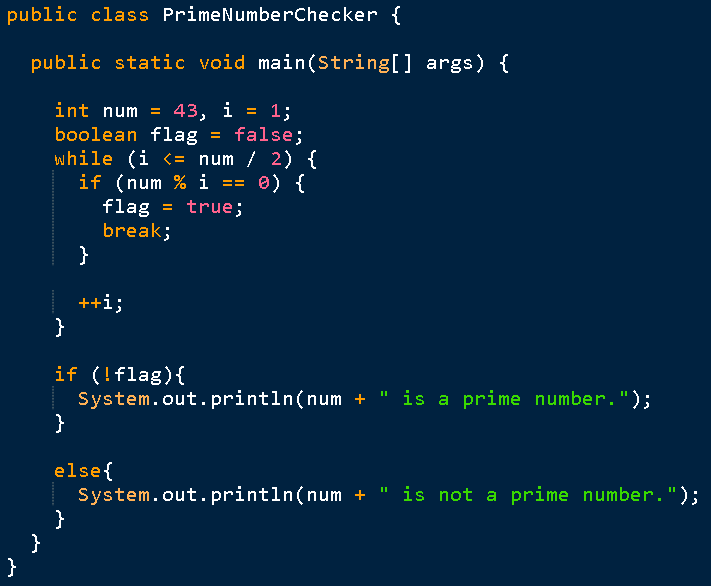 public class PrimeNumberChecker {
public static void main(String[] args) {
int num = 43, i = 1;
boolean flag = false;
while (i <= num / 2) {
if (num % i == 0) {
flag = true;
break;
}
++i;
}
if (!flag){
System.out.println(num + " is a prime number.");
}
else{
System.out.println(num + " is not a prime number.");
}
}
}